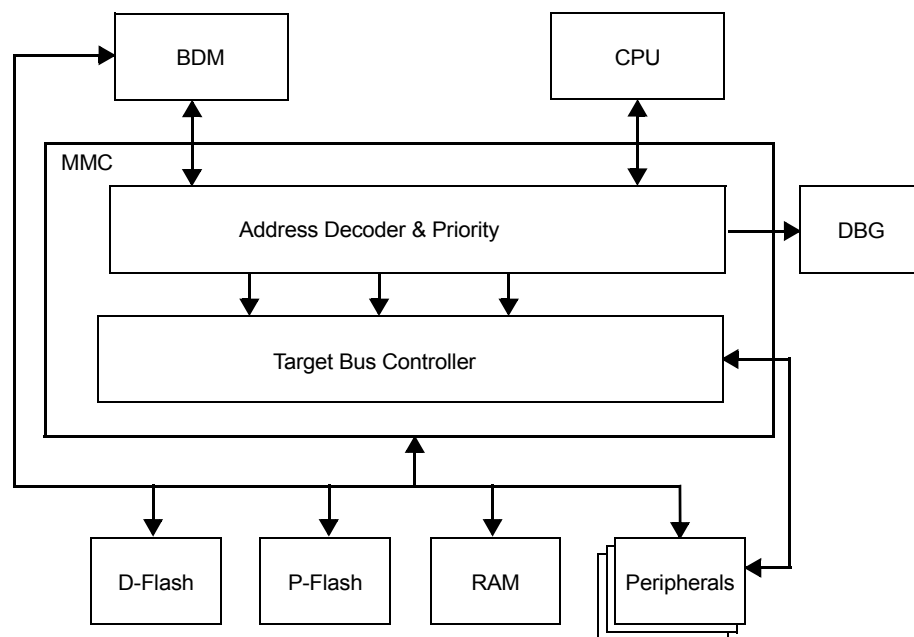 BDM
CPU
MMC
Address Decoder & Priority
DBG
Target Bus Controller
D-Flash
P-Flash
RAM
Peripherals